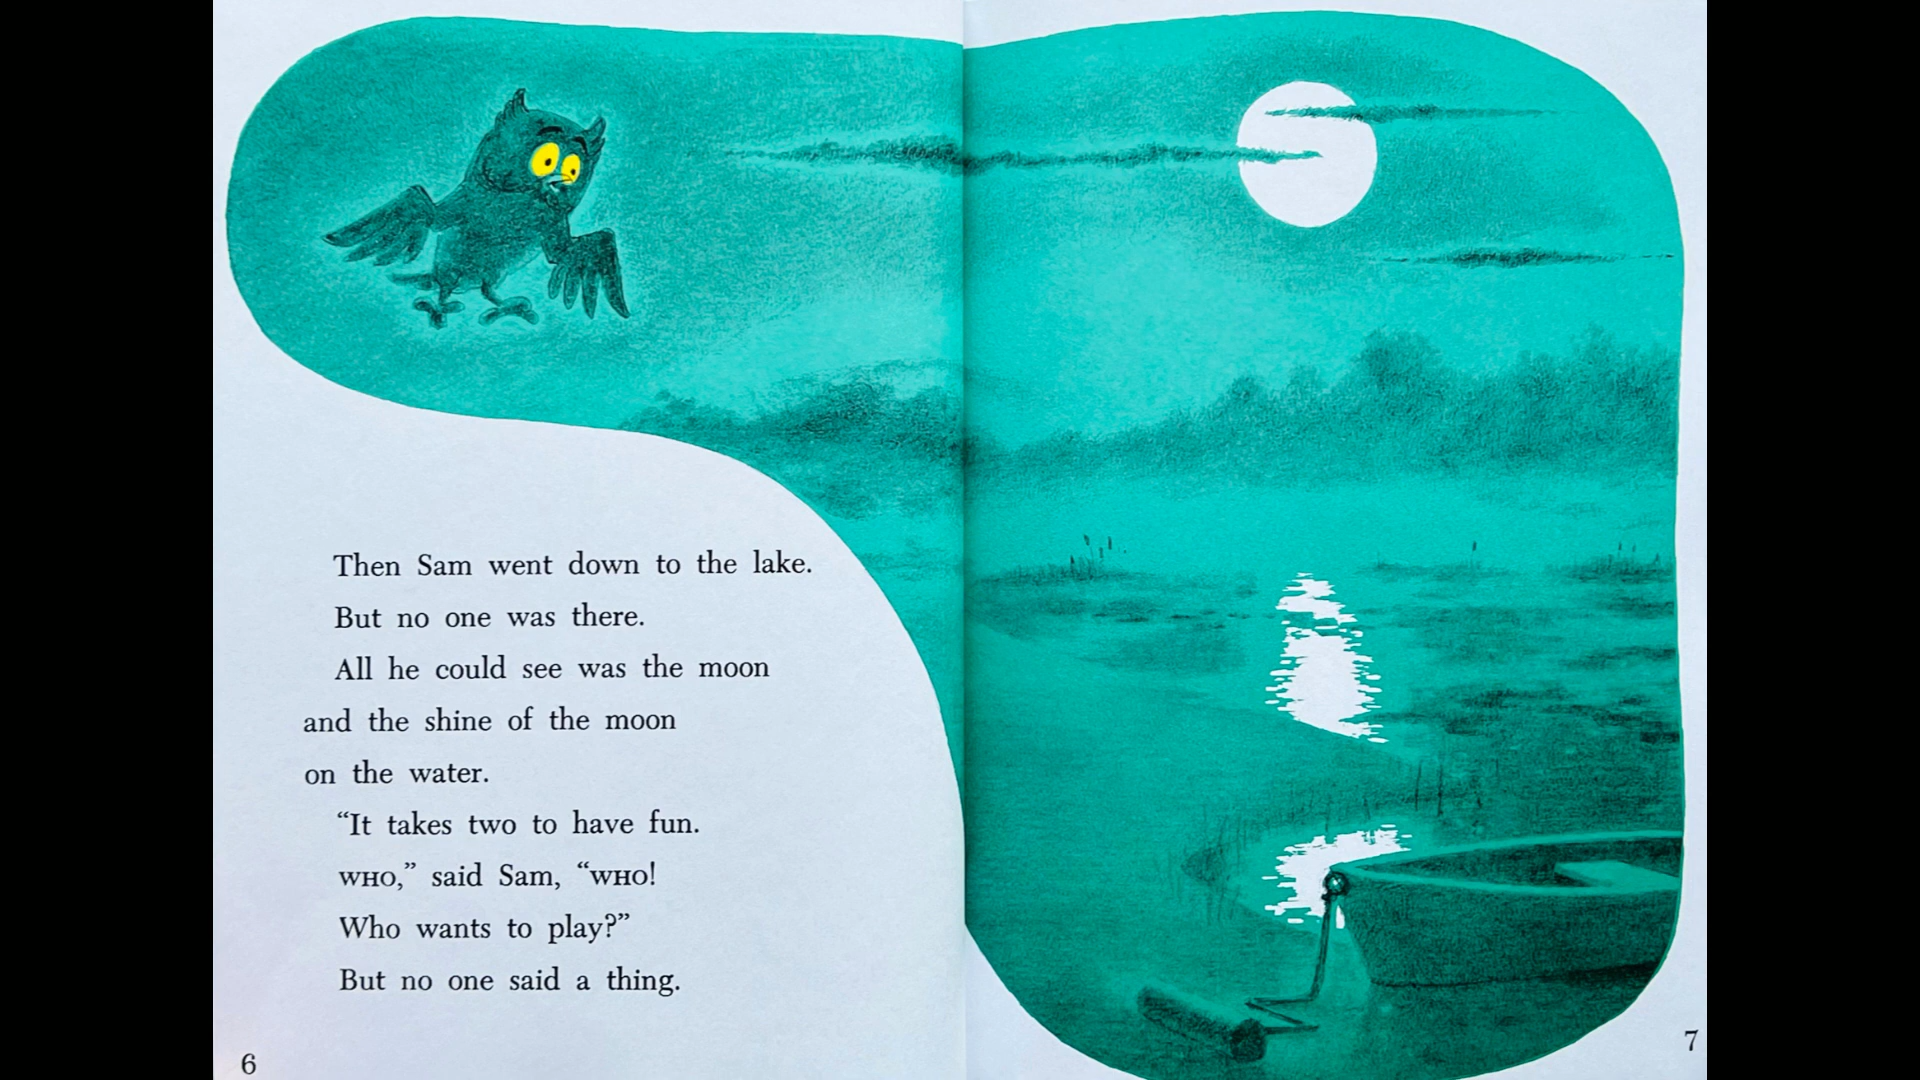 Then Sam went down to the lake.
But no one was there.
All he could see was the moon
and the shine of the moon
on the water.
“It takes two to have fun.
WHO,” said Sam, “WHO!
Who wants to play?”
But no one said a thing.
6
7